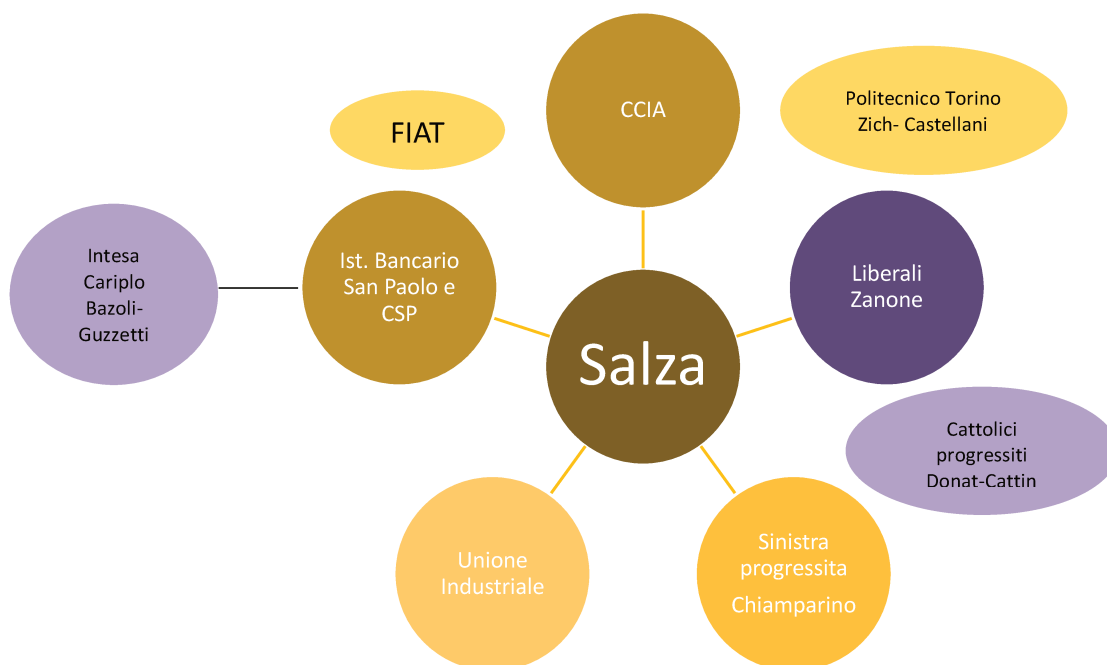 CCIA
Politecnico Torino
Zich- Castellani
FIAT
Intesa
Cariplo
Bazoli-
Guzzetti
Ist. Bancario
San Paolo e
CSP
Liberali
Zanone
Salza
Cattolici
progressiti
Donat-Cattin
Unione
Industriale
Sinistra
progressita
Chiamparino